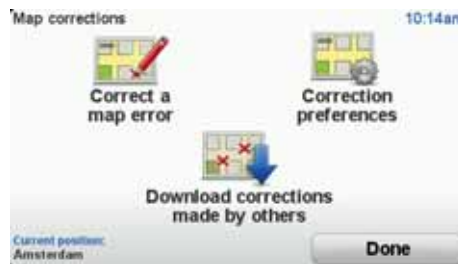 Map corrections
10:14am
Correct a
map error
Correction
preferences
Download corrections
made by others
Current position:
Amsterdam
Done